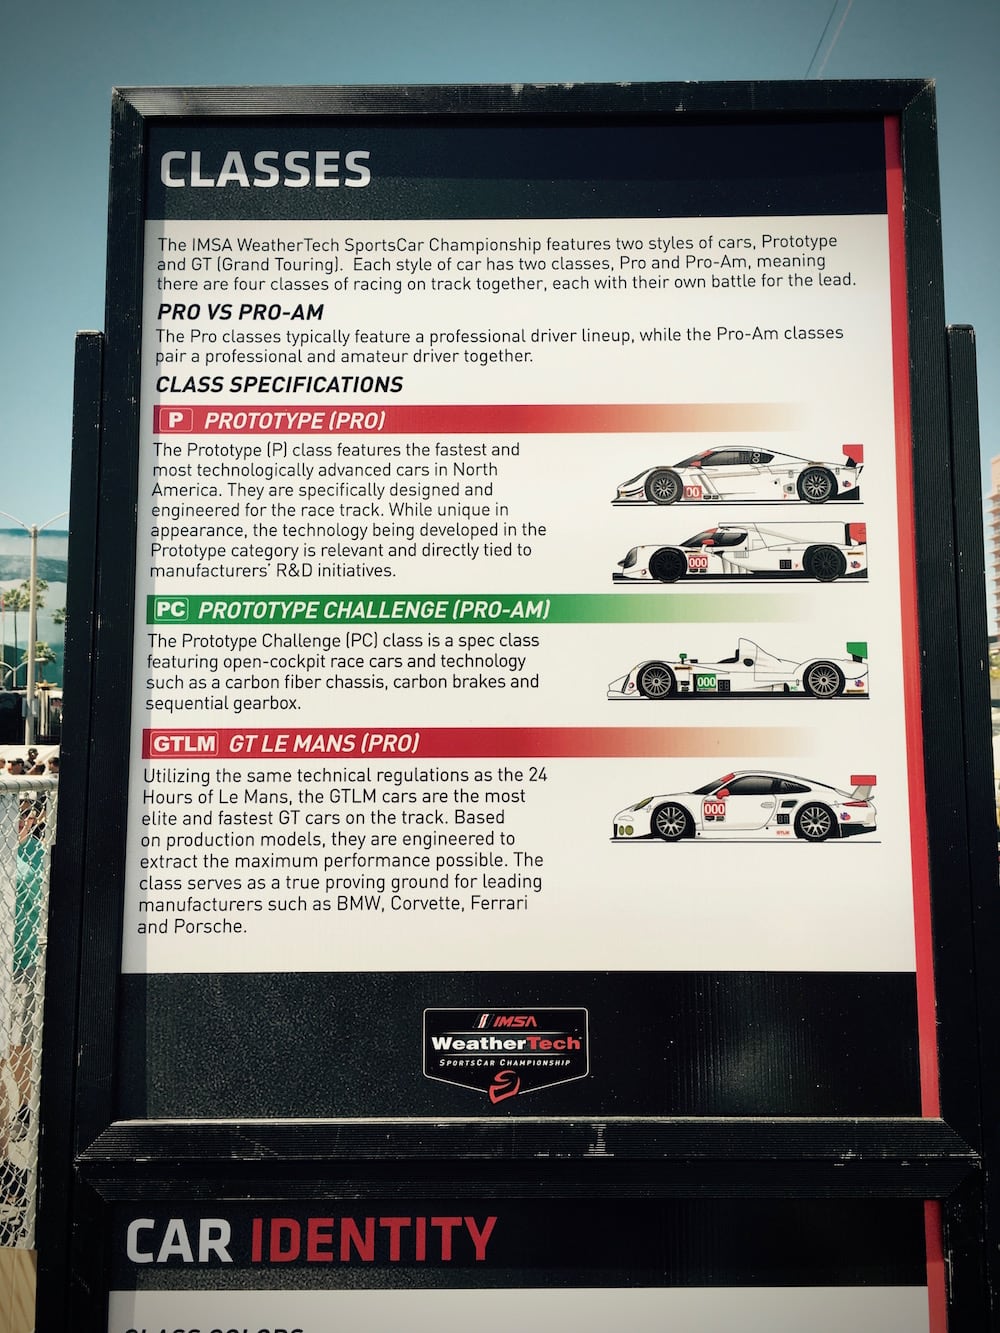 CLASSES
The IMSA WeatherTech SportsCar Championship features two styles of cars, Prototype
and GT (Grand Touring).  Each style of car has two classes, Pro and Pro-Am, meaning
there are four classes of racing on track together, each with their own battle for the lead.
PRO VS PRO-AM
The Pro classes typically feature a professional driver lineup, while the Pro-Am classes
pair a professional and amateur driver together.
CLASS SPECIFICATIONS
P PROTOTYPE (PRO)
The Prototype (P) class features the fastest and
most technologically advanced cars in North
America. They are specifically designed and
engineered for the race track. While unique in
appearance, the technology being developed in the
Prototype category is relevant and directly tied to
manufacturers' R&D initiatives.
00
000
PC PROTOTYPE CHALLENGE (PRO-AM)
The Prototype Challenge (PC) class is a spec class
featuring open-cockpit race cars and technology
such as a carbon fiber chassis, carbon brakes and
sequential gearbox.
000
GTLM GT LE MANS (PRO)
Utilizing the same technical regulations as the 24
Hours of Le Mans, the GTLM cars are the most
elite and fastest GT cars on the track. Based
on production models, they are engineered to
extract the maximum performance possible. The
class serves as a true proving ground for leading
manufacturers such as BMW, Corvette, Ferrari
and Porsche.
000
GTLM
IMSA
WeatherTech
SPORTSCAR CHAMPIONSHIP
CAR IDENTITY
CLASS COLORS